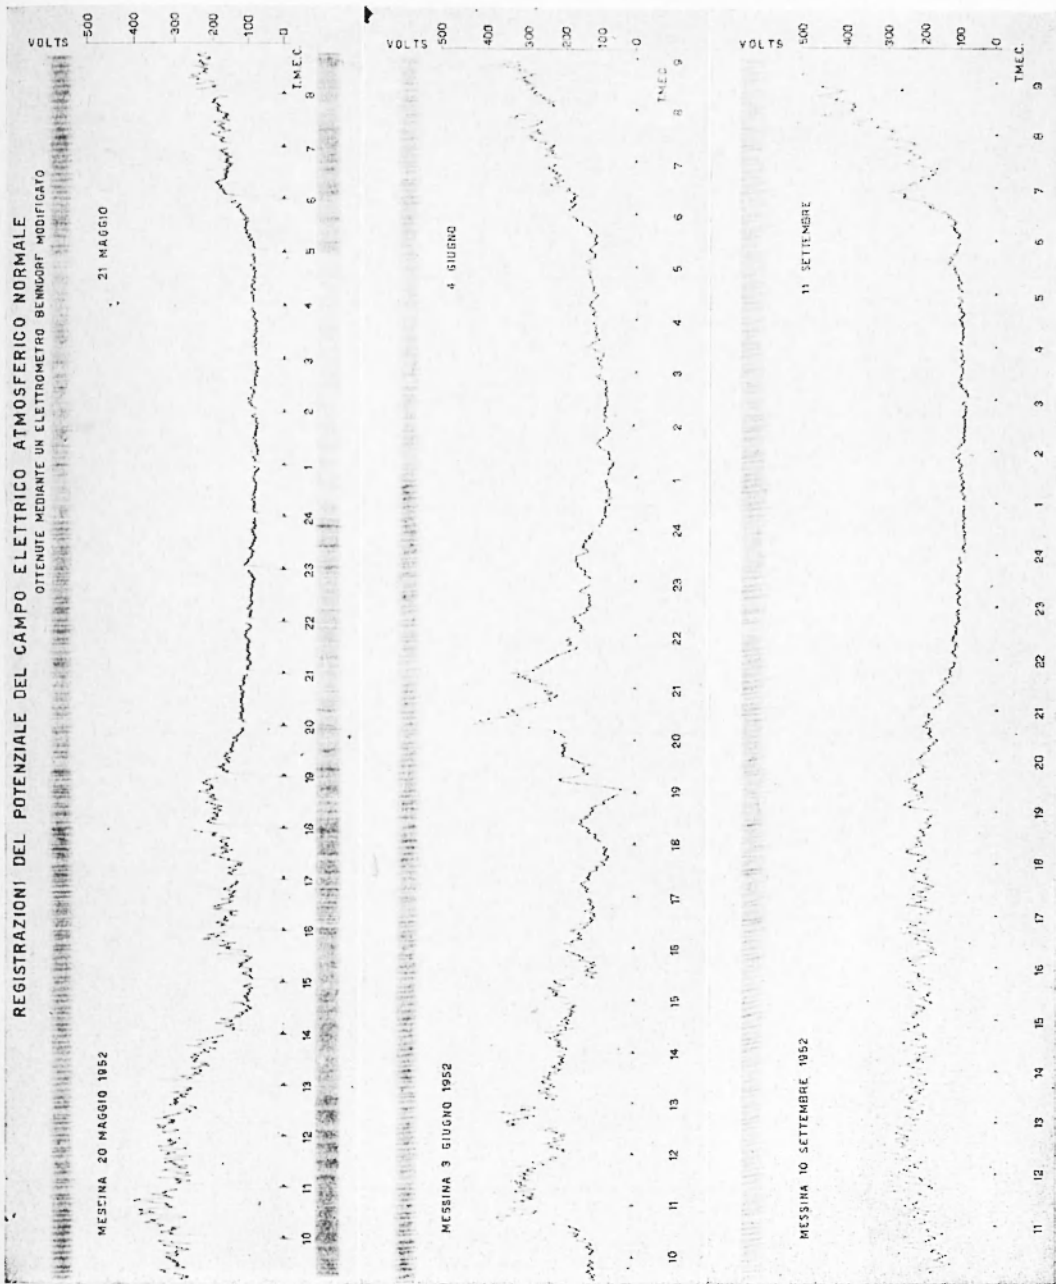 REGISTRAZIONI DEL POTENZIALE DEL CAMPO ELETTRICO ATMOSFERICO NORMALE
OTTENUTE MEDIANTE UN ELETTROMETRO BENNDORF MODIFICATO
VOLTS
500
MESSINA 20 MAGGIO 1952 21 MAGGIO
400
300
200
100
0
10 11 12 13 14 15 16 17 18 19 20 21 22 23 24 1 2 3 4 5 6 7 8 T.M.E.C.
VOLTS
500
MESSINA 3 GIUGNO 1952 4 GIUGNO
400
300
200
100
0
10 11 12 13 14 15 16 17 18 19 20 21 22 23 24 1 2 3 4 5 6 7 8 9
T.M.E.C.
VOLTS
500
MESSINA 10 SETTEMBRE 1952 11 SETTEMBRE
400
300
200
100
0
T.M.E.C.
11 12 13 14 15 16 17 18 19 20 21 22 23 24 1 2 3 4 5 6 7 8 9